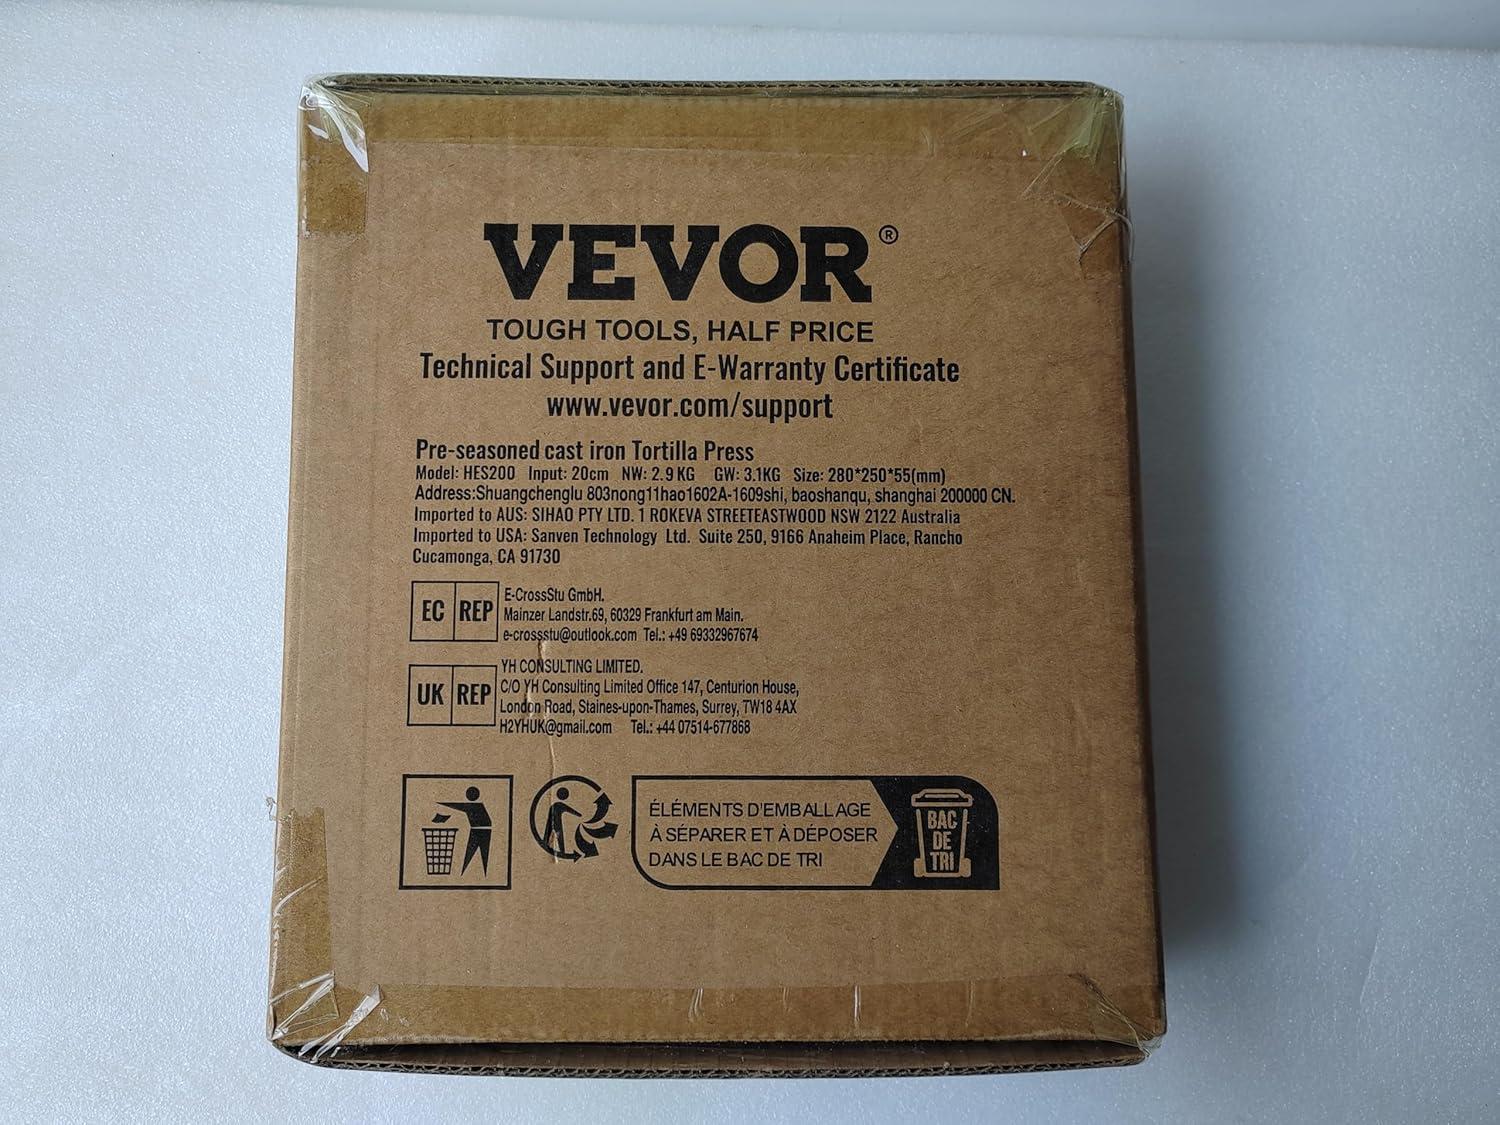 VEVOR®
TOUGH TOOLS, HALF PRICE
Technical Support and E-Warranty Certificate
www.vevor.com/support
Pre-seasoned cast iron Tortilla Press
Model: HES200 Input: 20cm NW: 2.9 KG GW: 3.1KG Size: 280*250*55(mm)
Address:Shuangchenglu 803nong11hao1602A-1609shi, baoshanqu, shanghai 200000 CN.
Imported to AUS: SIHAO PTY LTD. 1 ROKEVA STREETEASTWOOD NSW 2122 Australia
Imported to USA: Sanven Technology Ltd. Suite 250, 9166 Anaheim Place, Rancho
Cucamonga, CA 91730
EC REP
E-CrossStu GmbH.
Mainzer Landstr.69, 60329 Frankfurt am Main.
e-crossstu@outlook.com Tel.: +49 69332967674
UK REP
YH CONSULTING LIMITED.
C/O YH Consulting Limited Office 147, Centurion House,
London Road, Staines-upon-Thames, Surrey, TW18 4AX
H2YHUK@gmail.com Tel.: +44 07514-677868
ÉLÉMENTS D'EMBALLAGE
À SÉPARER ET À DÉPOSER
DANS LE BAC DE TRI
BAC
DE
TRI